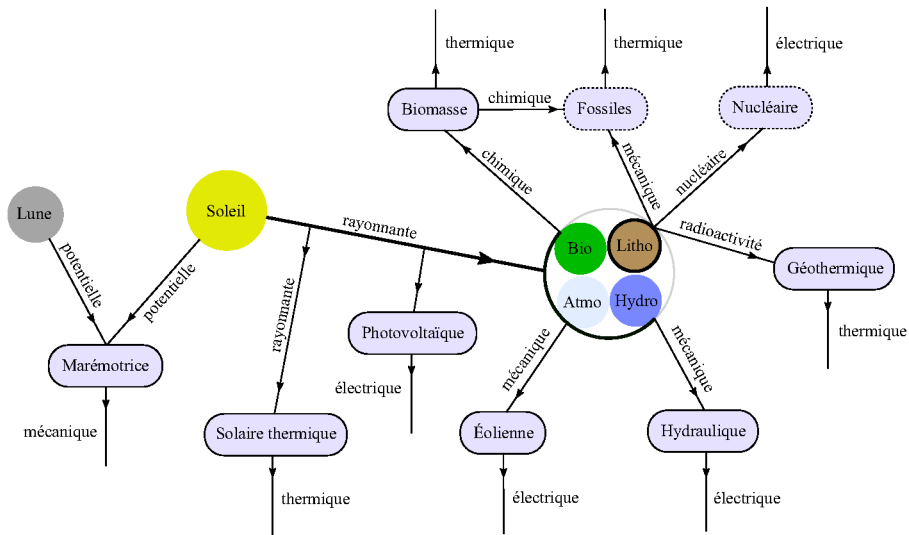 thermique
thermique
électrique
Biomasse
chimique
Fossiles
Nucléaire
chimique
mécanique
nucléaire
Lune
Soleil
rayonnante
Bio
Litho
radioactivité
Géothermique
potentielle
potentielle
rayonnante
Atmo
Hydro
Photovoltaïque
thermique
Marémotrice
mécanique
mécanique
électrique
mécanique
Solaire thermique
Éolienne
Hydraulique
thermique
électrique
électrique